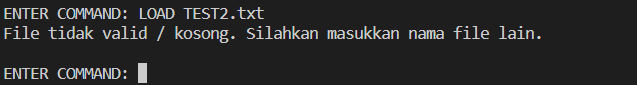 ENTER COMMAND: LOAD TEST2.txt
File tidak valid / kosong. Silahkan masukkan nama file lain.
ENTER COMMAND: